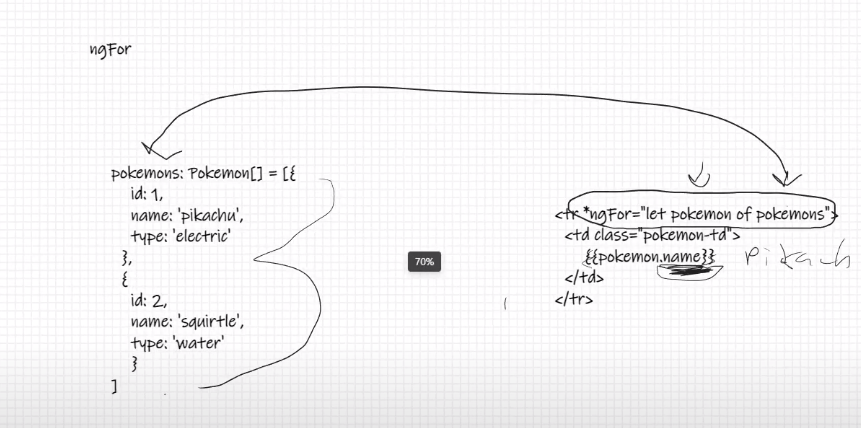 ngFor
pokemons: Pokemon[] = [{
id: 1,
name: 'pikachu',
type: 'electric'
},
{
id: 2,
name: 'squirtle',
type: 'water'
}
]
70%
<tr *ngFor="let pokemon of pokemons">
<td class="pokemon-td">
{{pokemon.name}} Pikach
</td>
</tr>